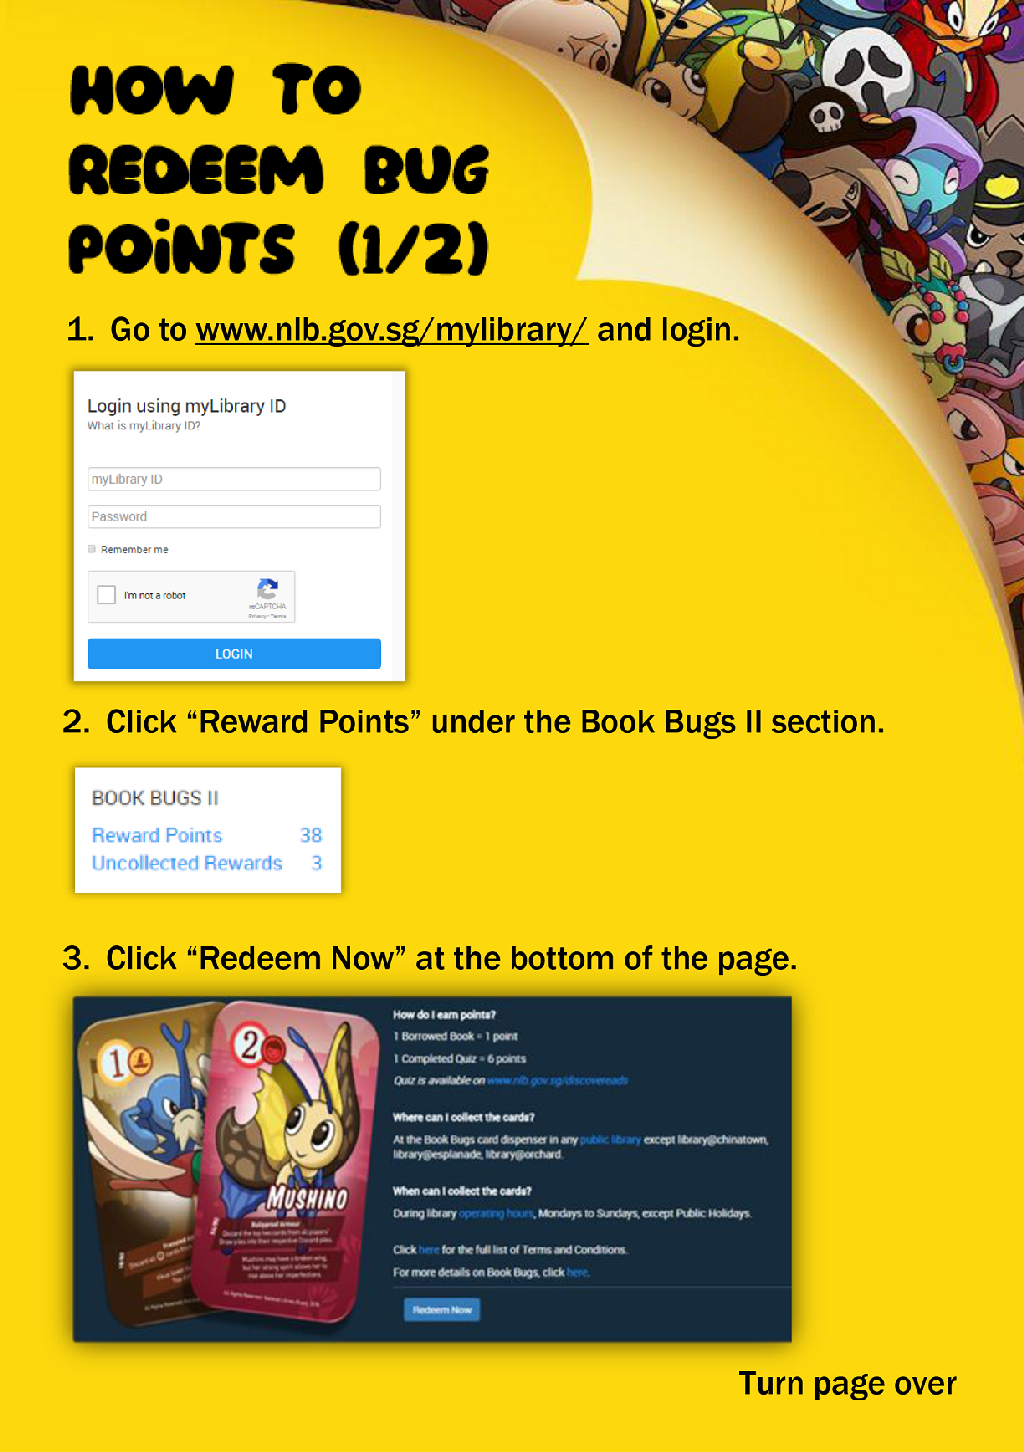 HOW TO
REDEEM BUG
POiNTS (1/2)
1. Go to www.nlb.gov.sg/mylibrary/ and login.
Login using myLibrary ID
What is myLibrary ID?
myLibrary ID
Password
Remember me
I'm not a robot
reCAPTCHA
Privacy - Terms
LOGIN
2. Click “Reward Points” under the Book Bugs II section.
BOOK BUGS II
Reward Points 38
Uncollected Rewards 3
3. Click “Redeem Now” at the bottom of the page.
1
2
MUSHINO
How do I earn points?
1 Borrowed Book = 1 point
1 Completed Quiz = 6 points
Quiz is available on www.nlb.gov.sg/discovereads
Where can I collect the cards?
At the Book Bugs card dispenser in any public library except library@chinatown,
library@esplanade, library@orchard.
When can I collect the cards?
During library operating hours, Mondays to Sundays, except Public Holidays.
Click here for the full list of Terms and Conditions.
For more details on Book Bugs, click here.
Redeem Now
Turn page over